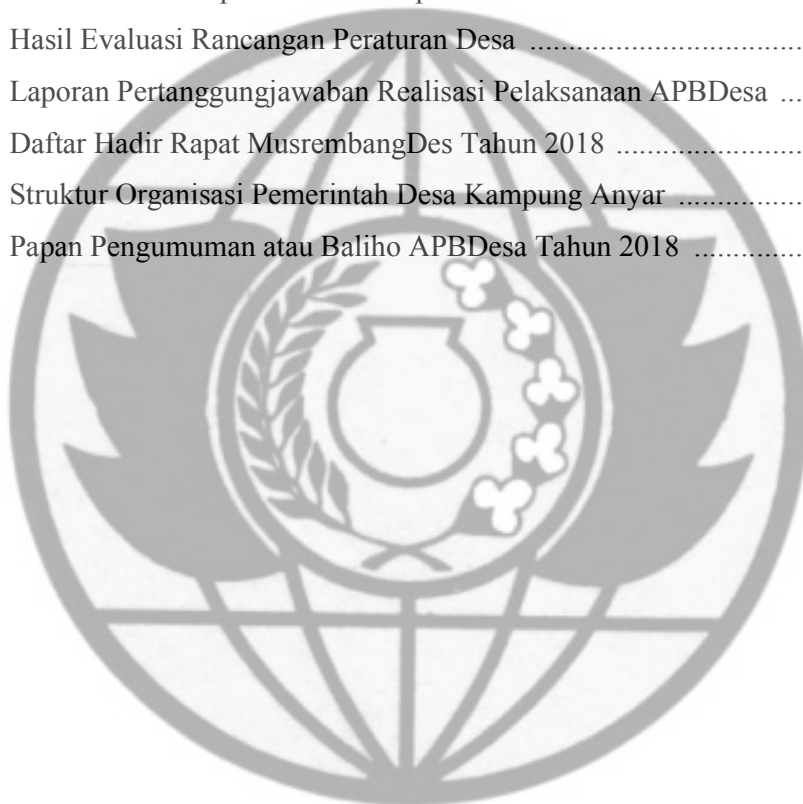 Hasil Evaluasi Rancangan Peraturan Desa ....................................
Laporan Pertanggungjawaban Realisasi Pelaksanaan APBDesa ...
Daftar Hadir Rapat MusrembangDes Tahun 2018 ........................
Struktur Organisasi Pemerintah Desa Kampung Anyar ................
Papan Pengumuman atau Baliho APBDesa Tahun 2018 ..............